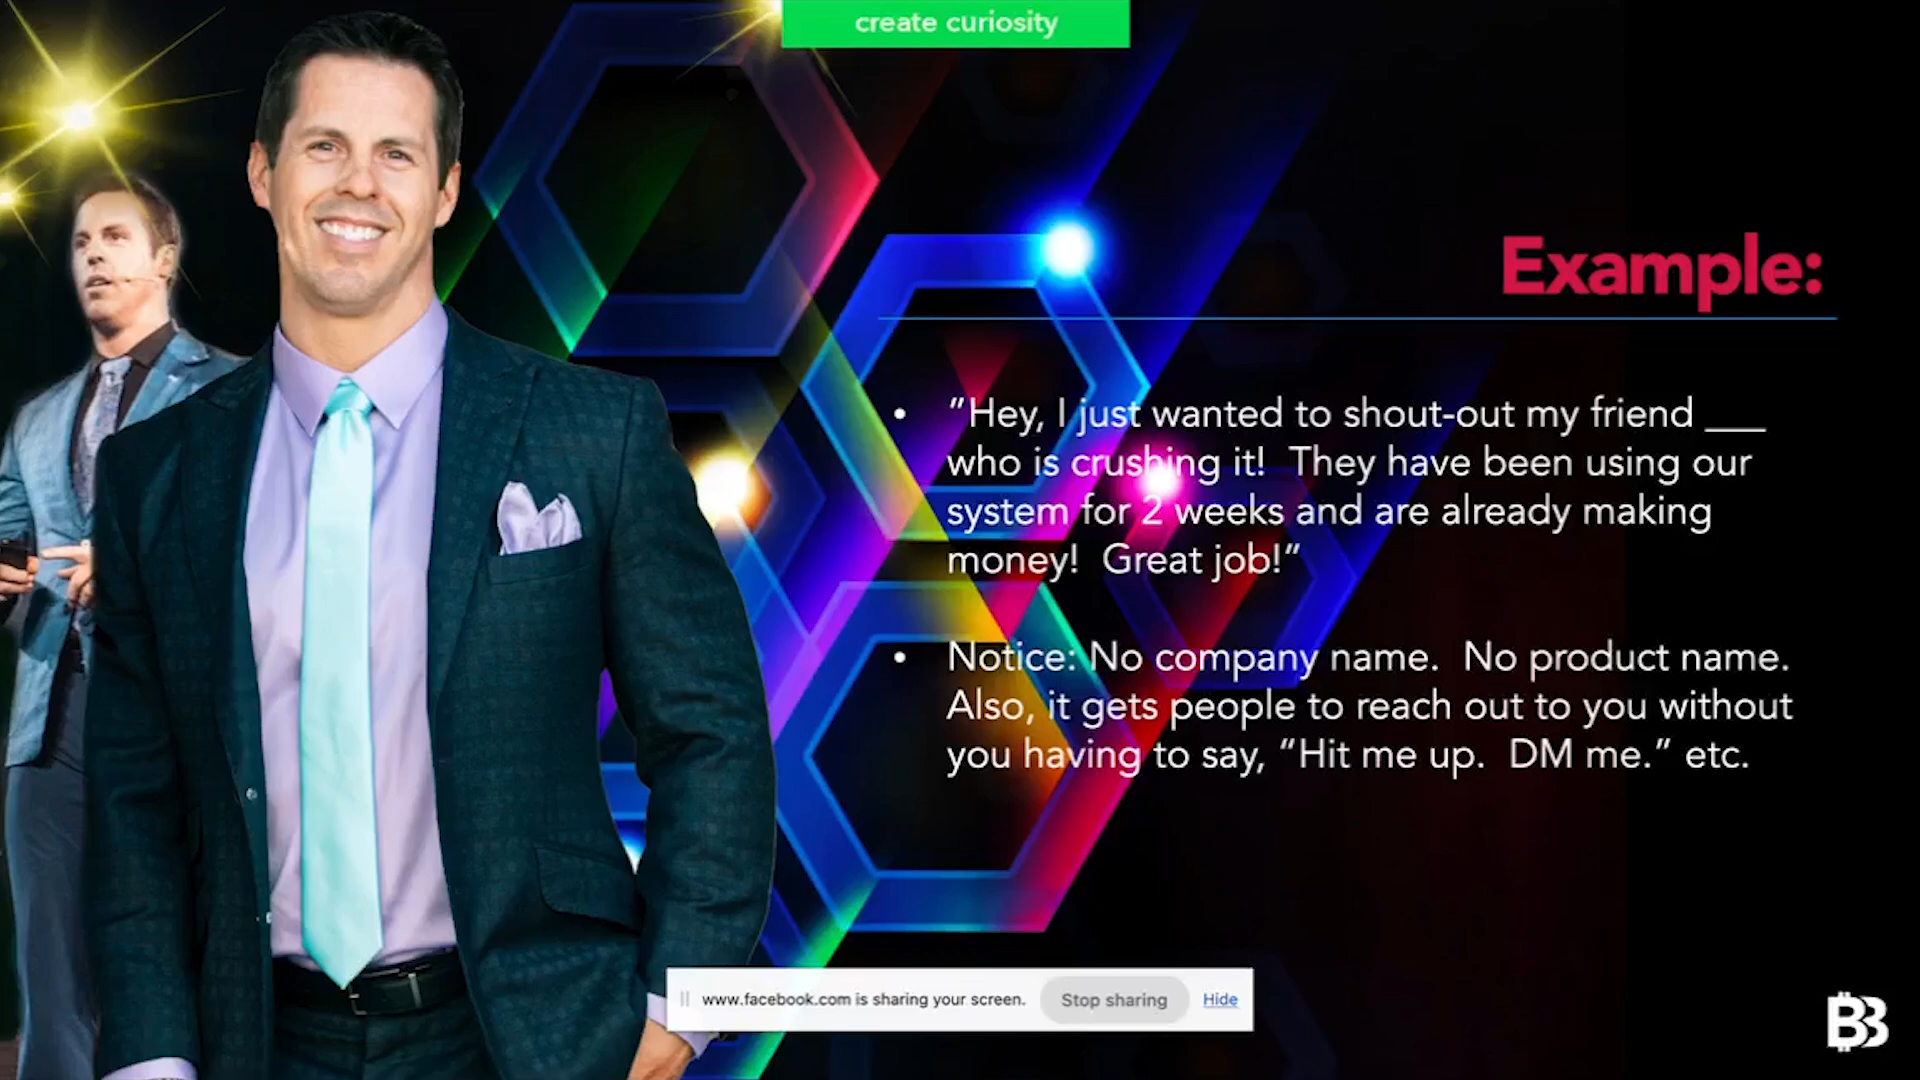 create curiosity
Example:
• "Hey, I just wanted to shout-out my friend ___
who is crushing it!  They have been using our
system for 2 weeks and are already making
money!  Great job!"
• Notice: No company name.  No product name.
Also, it gets people to reach out to you without
you having to say, "Hit me up.  DM me." etc.
www.facebook.com is sharing your screen. Stop sharing Hide
BB